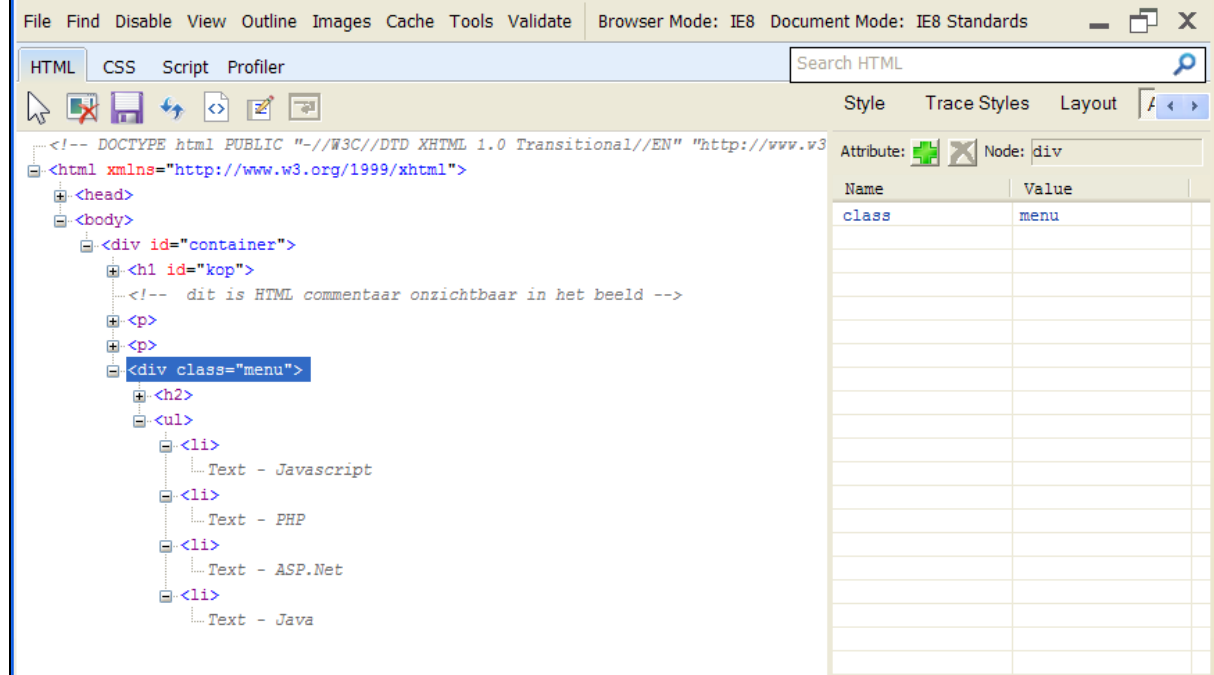 File Find Disable View Outline Images Cache Tools Validate Browser Mode: IE8 Document Mode: IE8 Standards
HTML CSS Script Profiler Search HTML
Style Trace Styles Layout
<!-- DOCTYPE html PUBLIC "-//W3C//DTD XHTML 1.0 Transitional//EN" "http://www.w3
Attribute: Node: div
<html xmlns="http://www.w3.org/1999/xhtml">
Name Value
<head>
class menu
<body>
<div id="container">
<h1 id="kop">
<!-- dit is HTML commentaar onzichtbaar in het beeld -->
<p>
<p>
<div class="menu">
<h2>
<ul>
<li>
Text - Javascript
<li>
Text - PHP
<li>
Text - ASP.Net
<li>
Text - Java